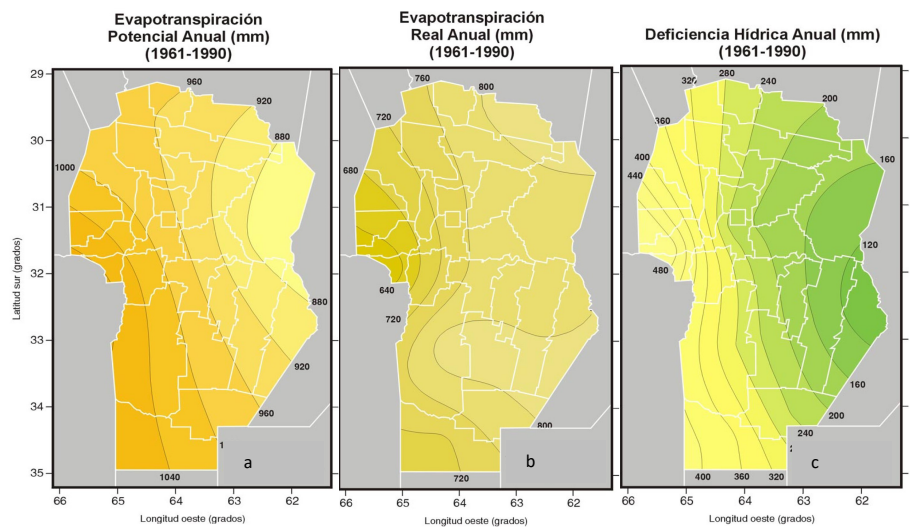 Evapotranspiración
Potencial Anual (mm)
(1961-1990)
Evapotranspiración
Real Anual (mm)
(1961-1990)
Deficiencia Hídrica Anual (mm)
(1961-1990)
Latitud sur (grados)
29
30
31
32
33
34
35
960
920
880
1000
880
920
960
1
1040
a
66 65 64 63 62
Longitud oeste (grados)
760
800
720
680
640
720
800
720
b
66 65 64 63 62
Longitud oeste (grados)
320
280
240
200
360
400
440
160
120
480
160
200
240
400
360
320
c
66 65 64 63 62
Longitud oeste (grados)